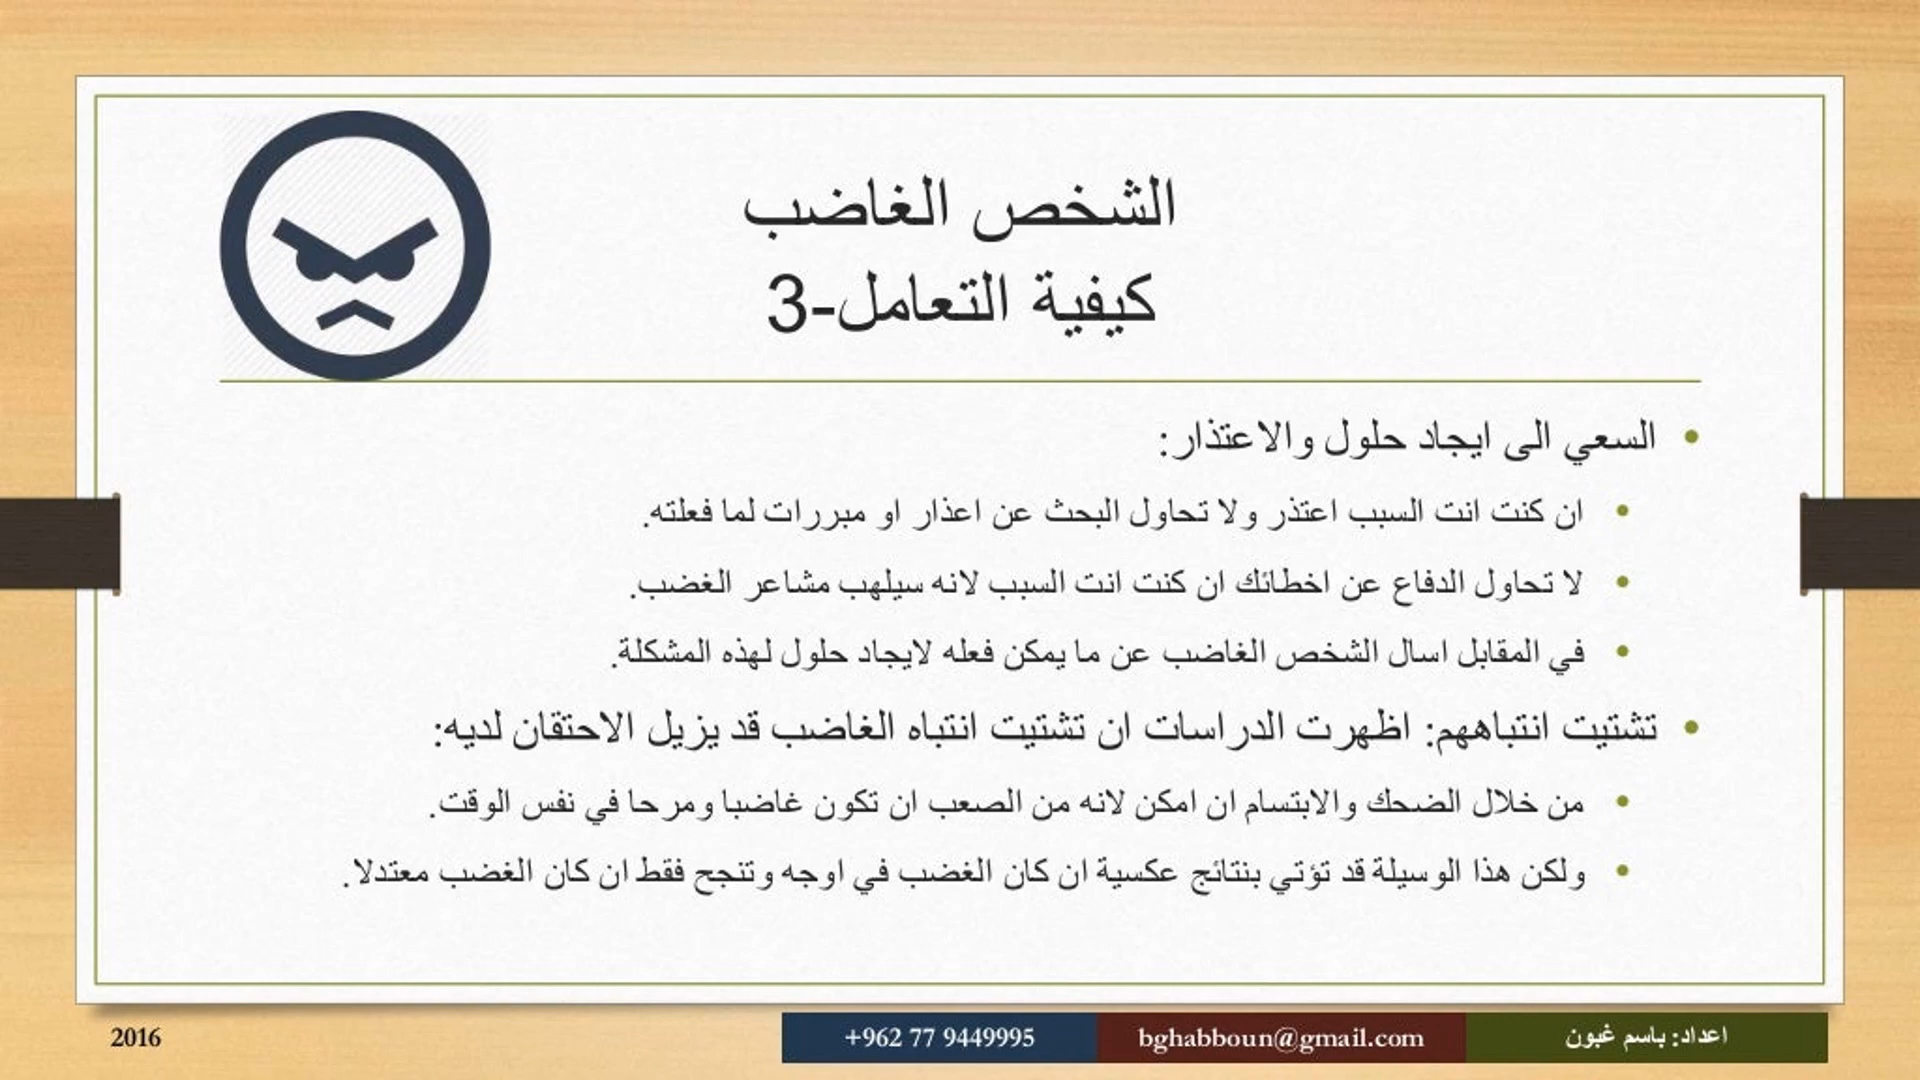 الشخص الغاضب
كيفية التعامل-3
السعي الى ايجاد حلول والاعتذار:
ان كنت انت السبب اعتذر ولا تحاول البحث عن اعذار او مبررات لما فعلته.
لا تحاول الدفاع عن اخطائك ان كنت انت السبب لانه سيلهب مشاعر الغضب.
في المقابل اسال الشخص الغاضب عن ما يمكن فعله لايجاد حلول لهذه المشكلة.
تشتيت انتباههم: اظهرت الدراسات ان تشتيت انتباه الغاضب قد يزيل الاحتقان لديه:
من خلال الضحك والابتسام ان امكن لانه من الصعب ان تكون غاضبا ومرحا في نفس الوقت.
ولكن هذا الوسيلة قد تؤتي بنتائج عكسية ان كان الغضب في اوجه وتنجح فقط ان كان الغضب معتدلا.
اعداد: باسم غبون
bghabboun@gmail.com
+962 77 9449995
2016